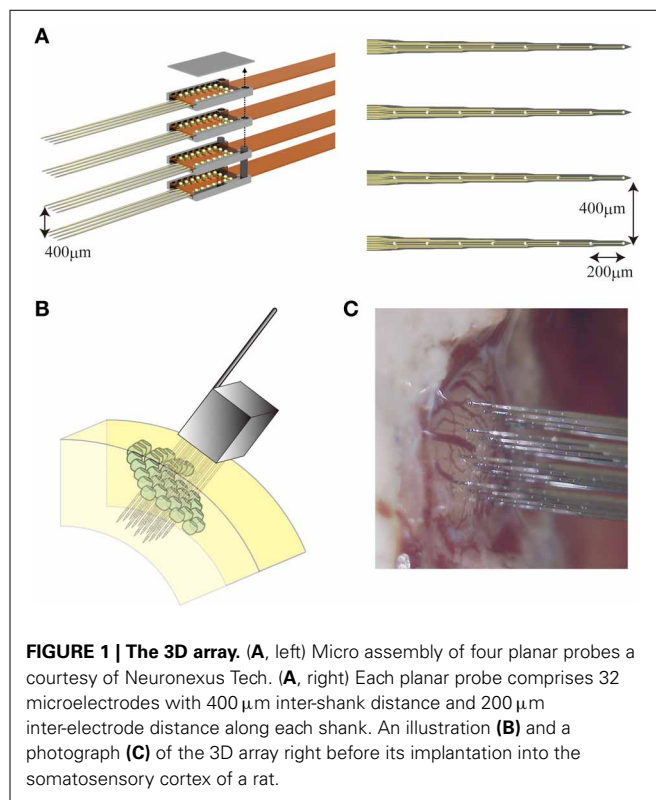 A
400μm
400μm
200μm
B
C
FIGURE 1 | The 3D array. (A, left) Micro assembly of four planar probes a
courtesy of Neuronexus Tech. (A, right) Each planar probe comprises 32
microelectrodes with 400 μm inter-shank distance and 200 μm
inter-electrode distance along each shank. An illustration (B) and a
photograph (C) of the 3D array right before its implantation into the
somatosensory cortex of a rat.